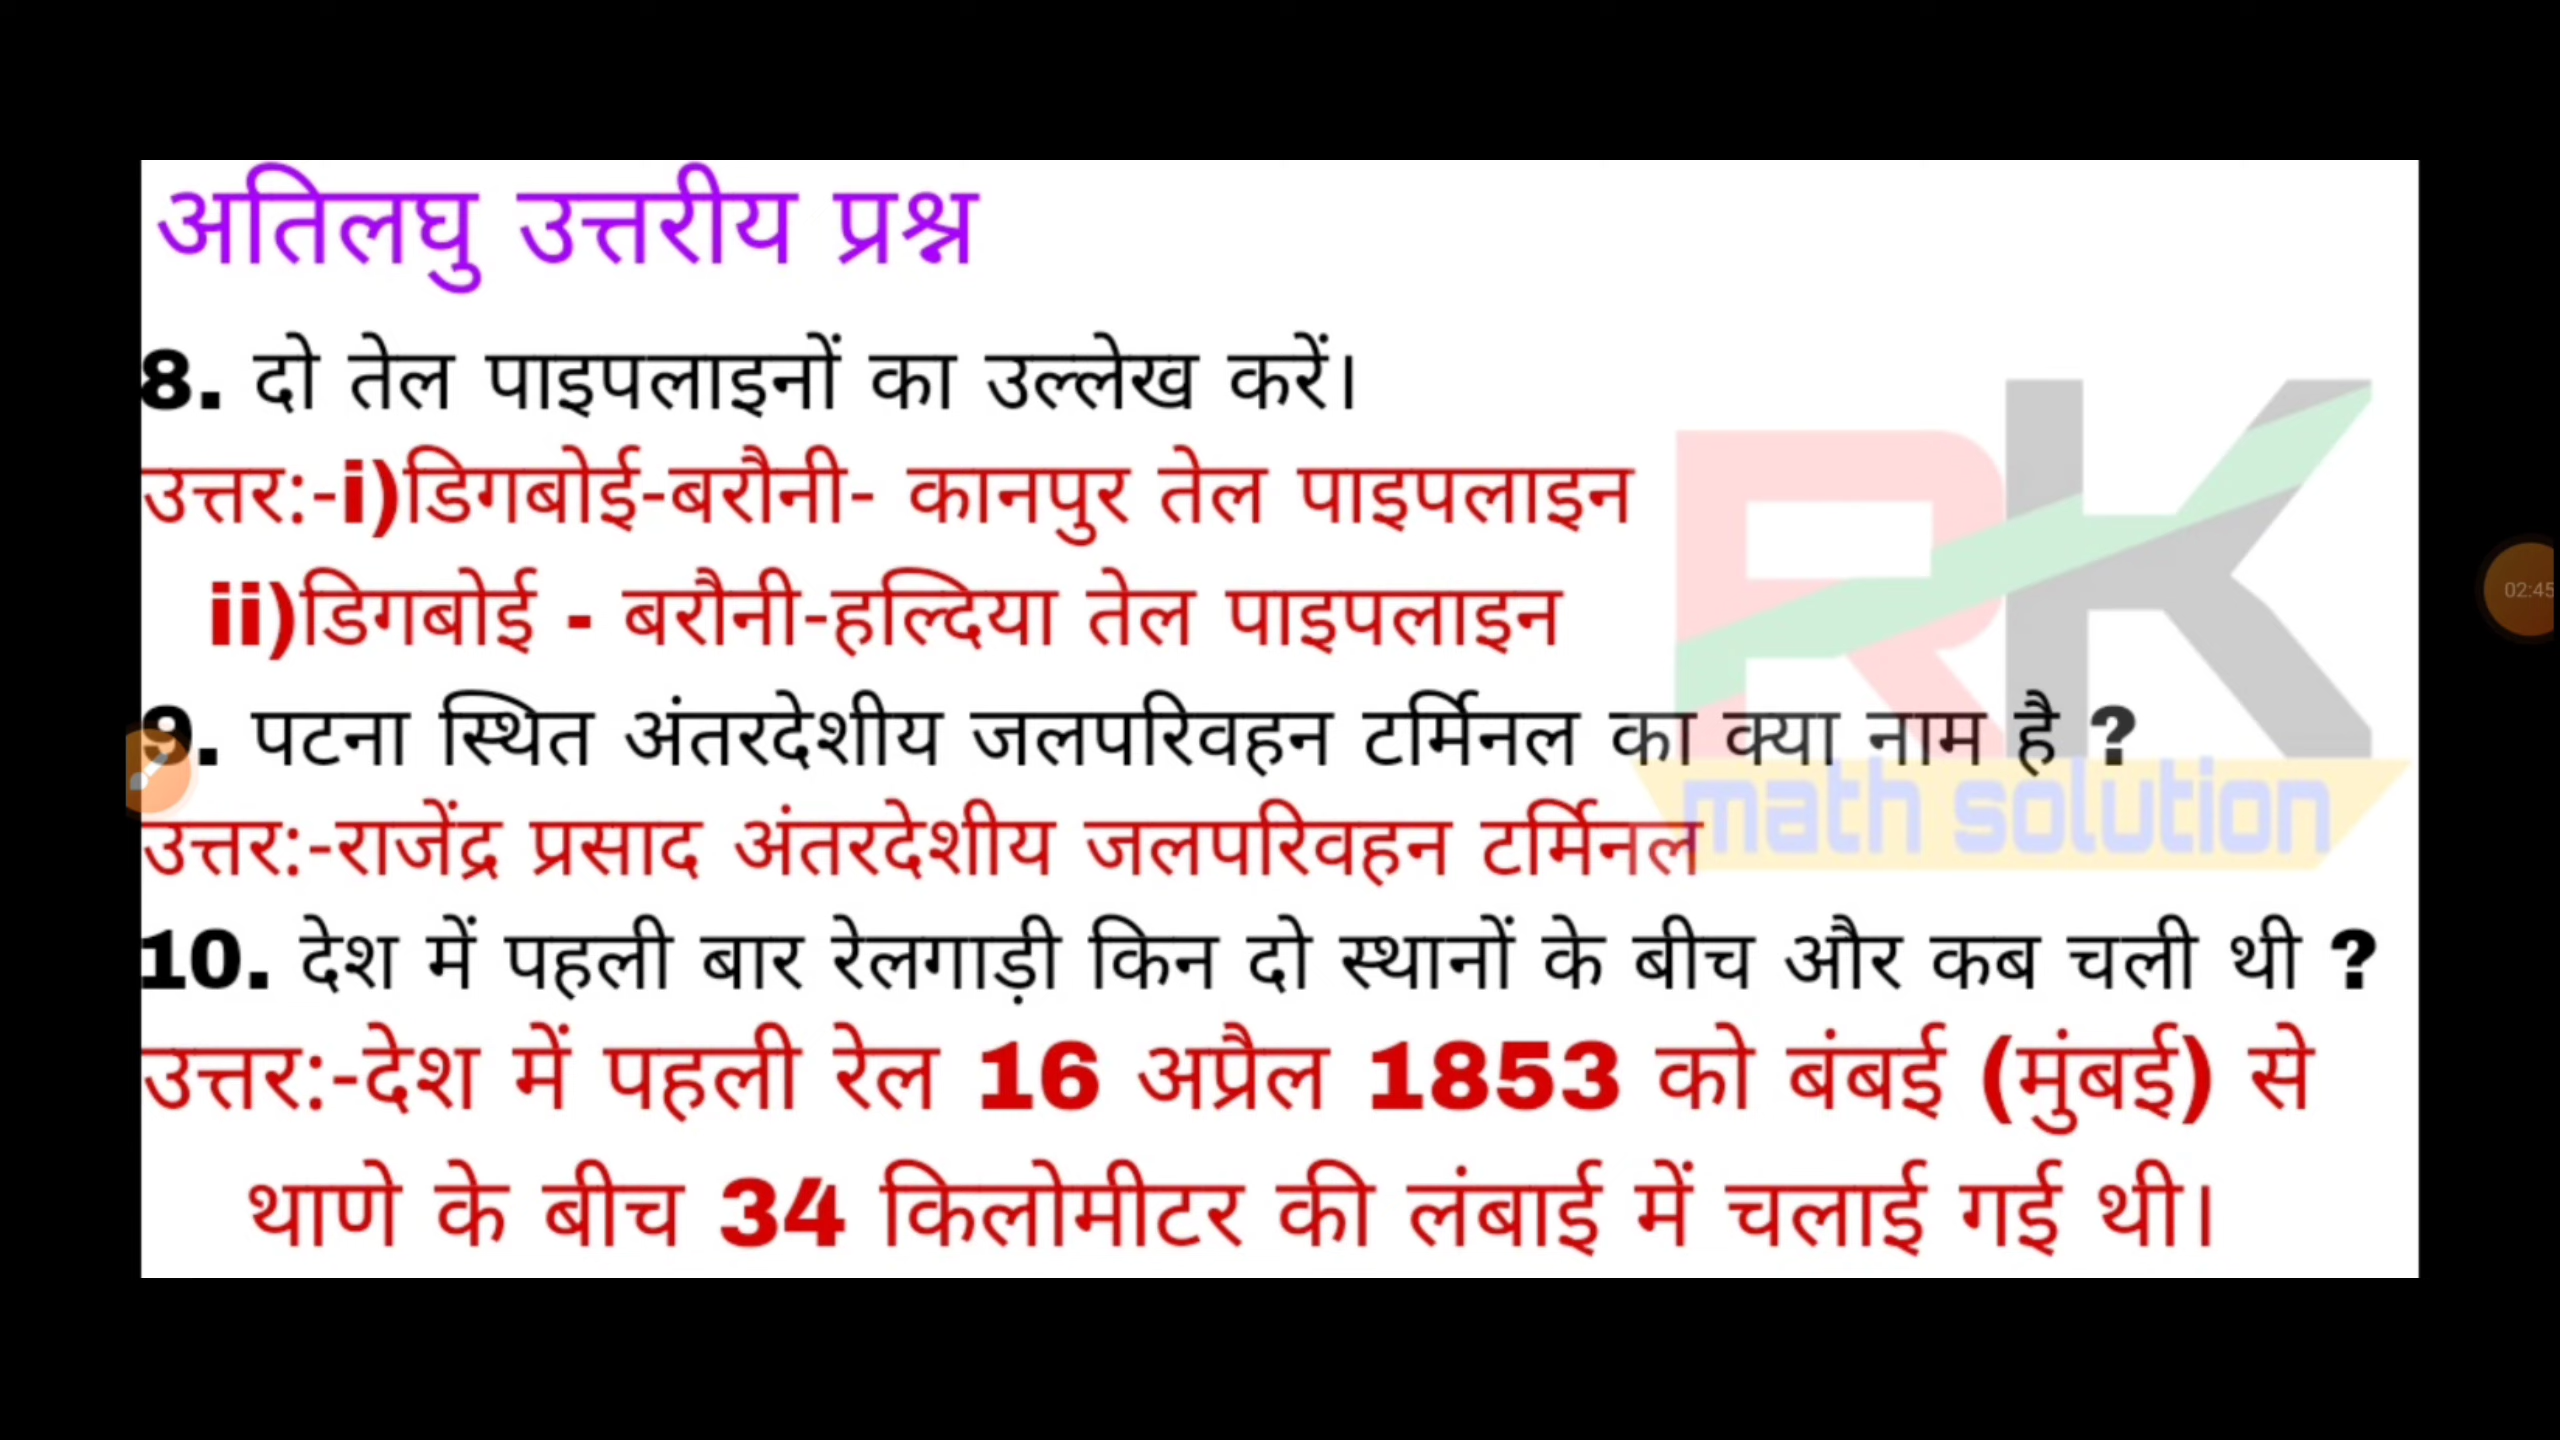 अतिलघु उत्तरीय प्रश्न
8. दो तेल पाइपलाइनों का उल्लेख करें।
उत्तर:-i)डिगबोई-बरौनी- कानपुर तेल पाइपलाइन
ii)डिगबोई - बरौनी-हल्दिया तेल पाइपलाइन
9. पटना स्थित अंतरदेशीय जलपरिवहन टर्मिनल का क्या नाम है ?
उत्तर:-राजेंद्र प्रसाद अंतरदेशीय जलपरिवहन टर्मिनल
10. देश में पहली बार रेलगाड़ी किन दो स्थानों के बीच और कब चली थी ?
उत्तर:-देश में पहली रेल 16 अप्रैल 1853 को बंबई (मुंबई) से
थाणे के बीच 34 किलोमीटर की लंबाई में चलाई गई थी।
RK
math solution
02:45